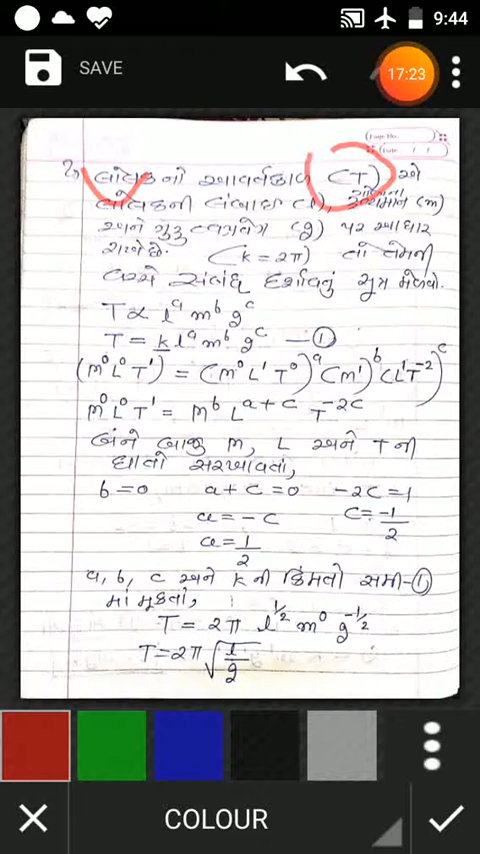 9:44
SAVE
17:23
Page No.
Date / /
લોલકનો આવર્તકાળ (T) એ
લોલકની લંબાઇ (l), દળ્યમાન (m)
અને ગુરુત્વપ્રવેગ (g) પર આધાર
રાખે છે. (k = 2π) તો તેમની
વચ્ચે સંબંધ દર્શાવતું સૂત્ર મેળવો.
T ∝ l^a m^b g^c
T = k l^a m^b g^c — ①
(M⁰L⁰T¹) = (M⁰L¹T⁰)^a (M¹)^b (L¹T⁻²)^c
M⁰L⁰T¹ = M^b L^(a+c) T^(-2c)
બંને બાજુ M, L અને T ની
ઘાતો સરખાવતાં,
b = 0 a + c = 0 -2c = 1
a = -c c = -1/2
a = 1/2
a, b, c અને k ની કિંમતો સમી-①
માં મૂકતાં,
T = 2π l^(1/2) m⁰ g^(-1/2)
T = 2π √(l/g)
COLOUR